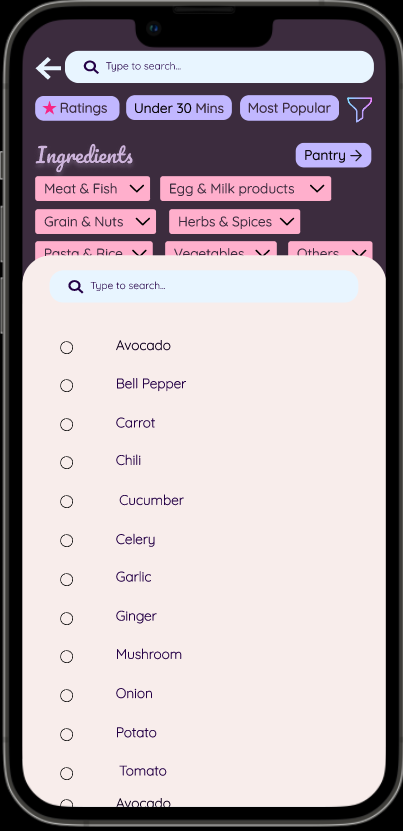 Type to search...
Ratings Under 30 Mins Most Popular
Ingredients Pantry →
Meat & Fish Egg & Milk products
Grain & Nuts Herbs & Spices
Pasta & Rice Vegetables Others
Type to search...
Avocado
Bell Pepper
Carrot
Chili
Cucumber
Celery
Garlic
Ginger
Mushroom
Onion
Potato
Tomato
Avocado